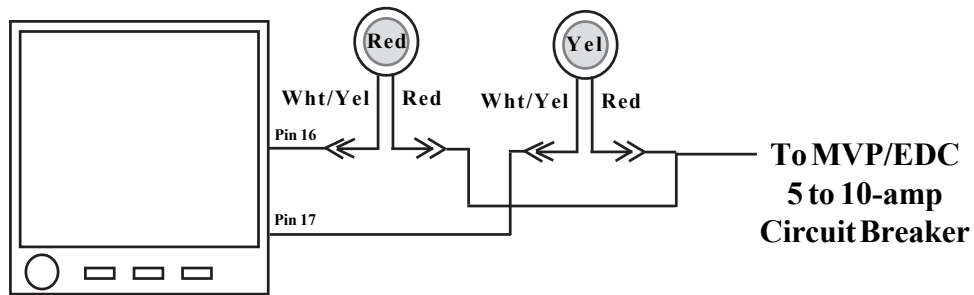 Red
Yel
Wht/Yel Red
Wht/Yel Red
Pin 16
Pin 17
To MVP/EDC
5 to 10-amp
Circuit Breaker